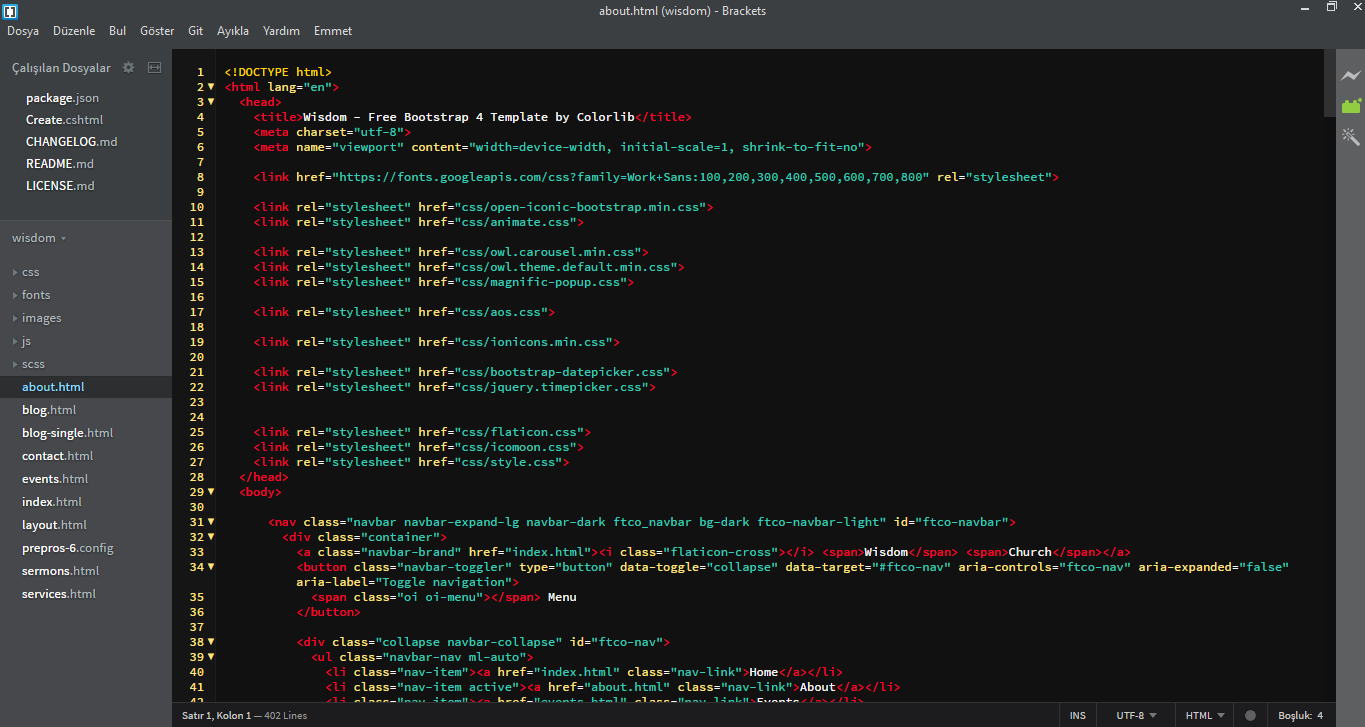 about.html (wisdom) - Brackets
Dosya Düzenle Bul Göster Git Ayıkla Yardım Emmet
Çalışılan Dosyalar
package.json
Create.cshtml
CHANGELOG.md
README.md
LICENSE.md
wisdom
css
fonts
images
js
scss
about.html
blog.html
blog-single.html
contact.html
events.html
index.html
layout.html
prepros-6.config
sermons.html
services.html
1 <!DOCTYPE html>
2 <html lang="en">
3 <head>
4 <title>Wisdom - Free Bootstrap 4 Template by Colorlib</title>
5 <meta charset="utf-8">
6 <meta name="viewport" content="width=device-width, initial-scale=1, shrink-to-fit=no">
7
8 <link href="https://fonts.googleapis.com/css?family=Work+Sans:100,200,300,400,500,600,700,800" rel="stylesheet">
9
10 <link rel="stylesheet" href="css/open-iconic-bootstrap.min.css">
11 <link rel="stylesheet" href="css/animate.css">
12
13 <link rel="stylesheet" href="css/owl.carousel.min.css">
14 <link rel="stylesheet" href="css/owl.theme.default.min.css">
15 <link rel="stylesheet" href="css/magnific-popup.css">
16
17 <link rel="stylesheet" href="css/aos.css">
18
19 <link rel="stylesheet" href="css/ionicons.min.css">
20
21 <link rel="stylesheet" href="css/bootstrap-datepicker.css">
22 <link rel="stylesheet" href="css/jquery.timepicker.css">
23
24
25 <link rel="stylesheet" href="css/flaticon.css">
26 <link rel="stylesheet" href="css/icomoon.css">
27 <link rel="stylesheet" href="css/style.css">
28 </head>
29 <body>
30
31 <nav class="navbar navbar-expand-lg navbar-dark ftco_navbar bg-dark ftco-navbar-light" id="ftco-navbar">
32 <div class="container">
33 <a class="navbar-brand" href="index.html"><i class="flaticon-cross"></i> <span>Wisdom</span> <span>Church</span></a>
34 <button class="navbar-toggler" type="button" data-toggle="collapse" data-target="#ftco-nav" aria-controls="ftco-nav" aria-expanded="false"
aria-label="Toggle navigation">
35 <span class="oi oi-menu"></span> Menu
36 </button>
37
38 <div class="collapse navbar-collapse" id="ftco-nav">
39 <ul class="navbar-nav ml-auto">
40 <li class="nav-item"><a href="index.html" class="nav-link">Home</a></li>
41 <li class="nav-item active"><a href="about.html" class="nav-link">About</a></li>
42 <li class="nav-item"><a href="events.html" class="nav-link">Events</a></li>
Satır 1, Kolon 1 — 402 Lines
INS UTF-8 HTML Boşluk: 4